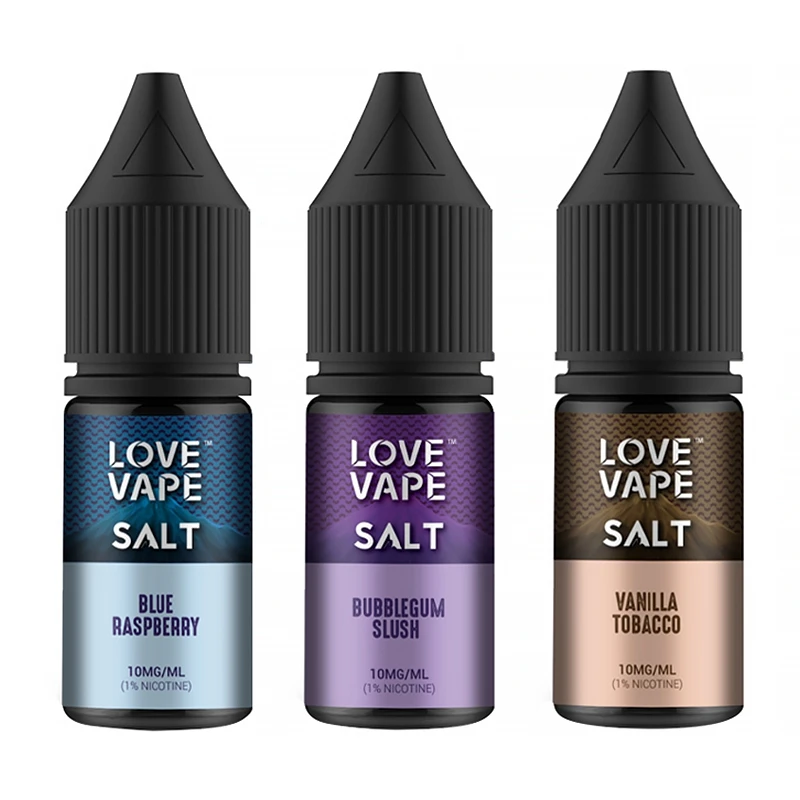 LOVE™
VAPE
SALT
BLUE
RASPBERRY
10MG/ML
(1% NICOTINE)
LOVE™
VAPE
SALT
BUBBLEGUM
SLUSH
10MG/ML
(1% NICOTINE)
LOVE™
VAPE
SALT
VANILLA
TOBACCO
10MG/ML
(1% NICOTINE)